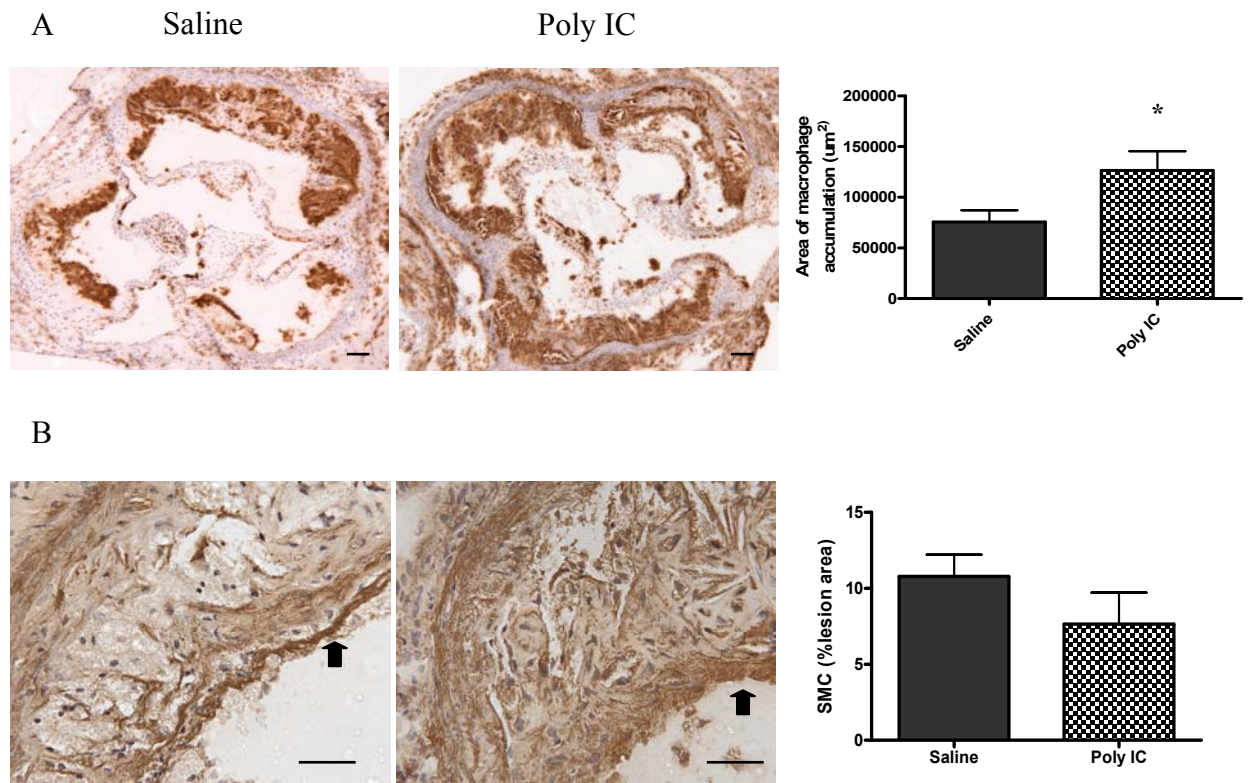 A
Saline
Poly IC
Area of macrophage
accumulation (um²)
200000
150000
100000
50000
0
*
Saline
Poly IC
B
SMC (%lesion area)
15
10
5
0
Saline
Poly IC